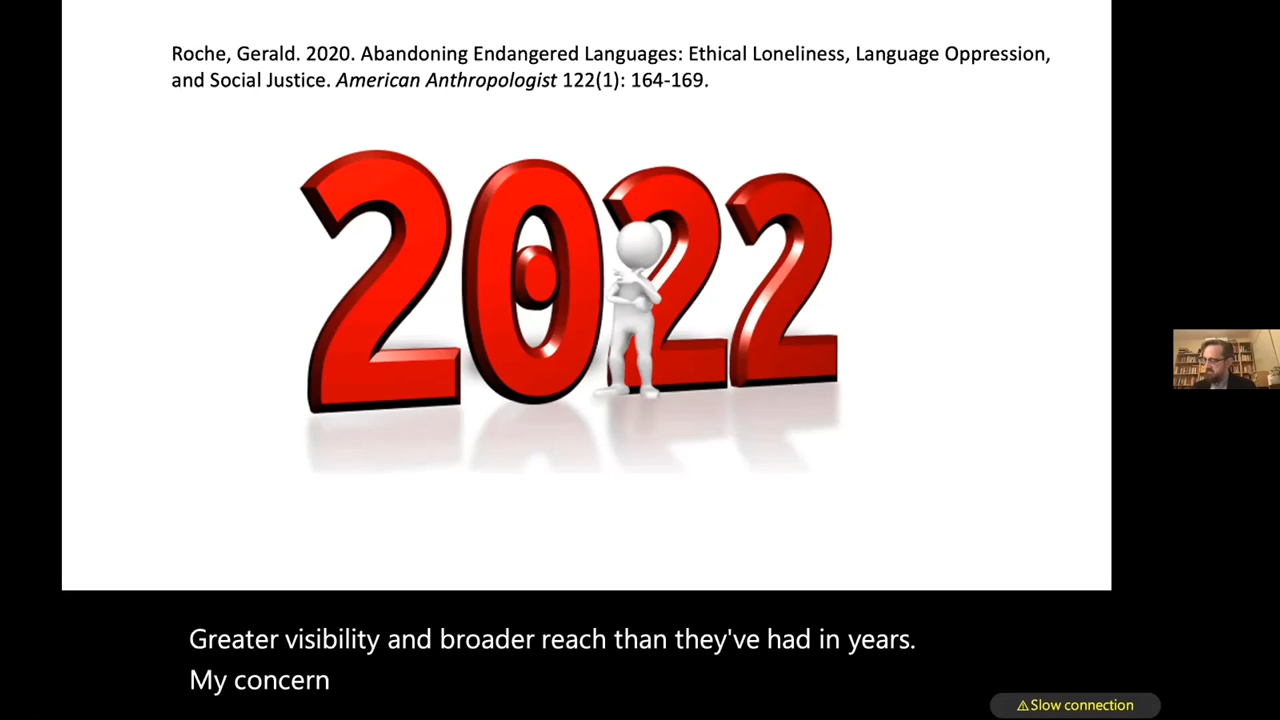 Roche, Gerald. 2020. Abandoning Endangered Languages: Ethical Loneliness, Language Oppression,
and Social Justice. American Anthropologist 122(1): 164-169.
2022
Greater visibility and broader reach than they've had in years.
My concern
⚠Slow connection